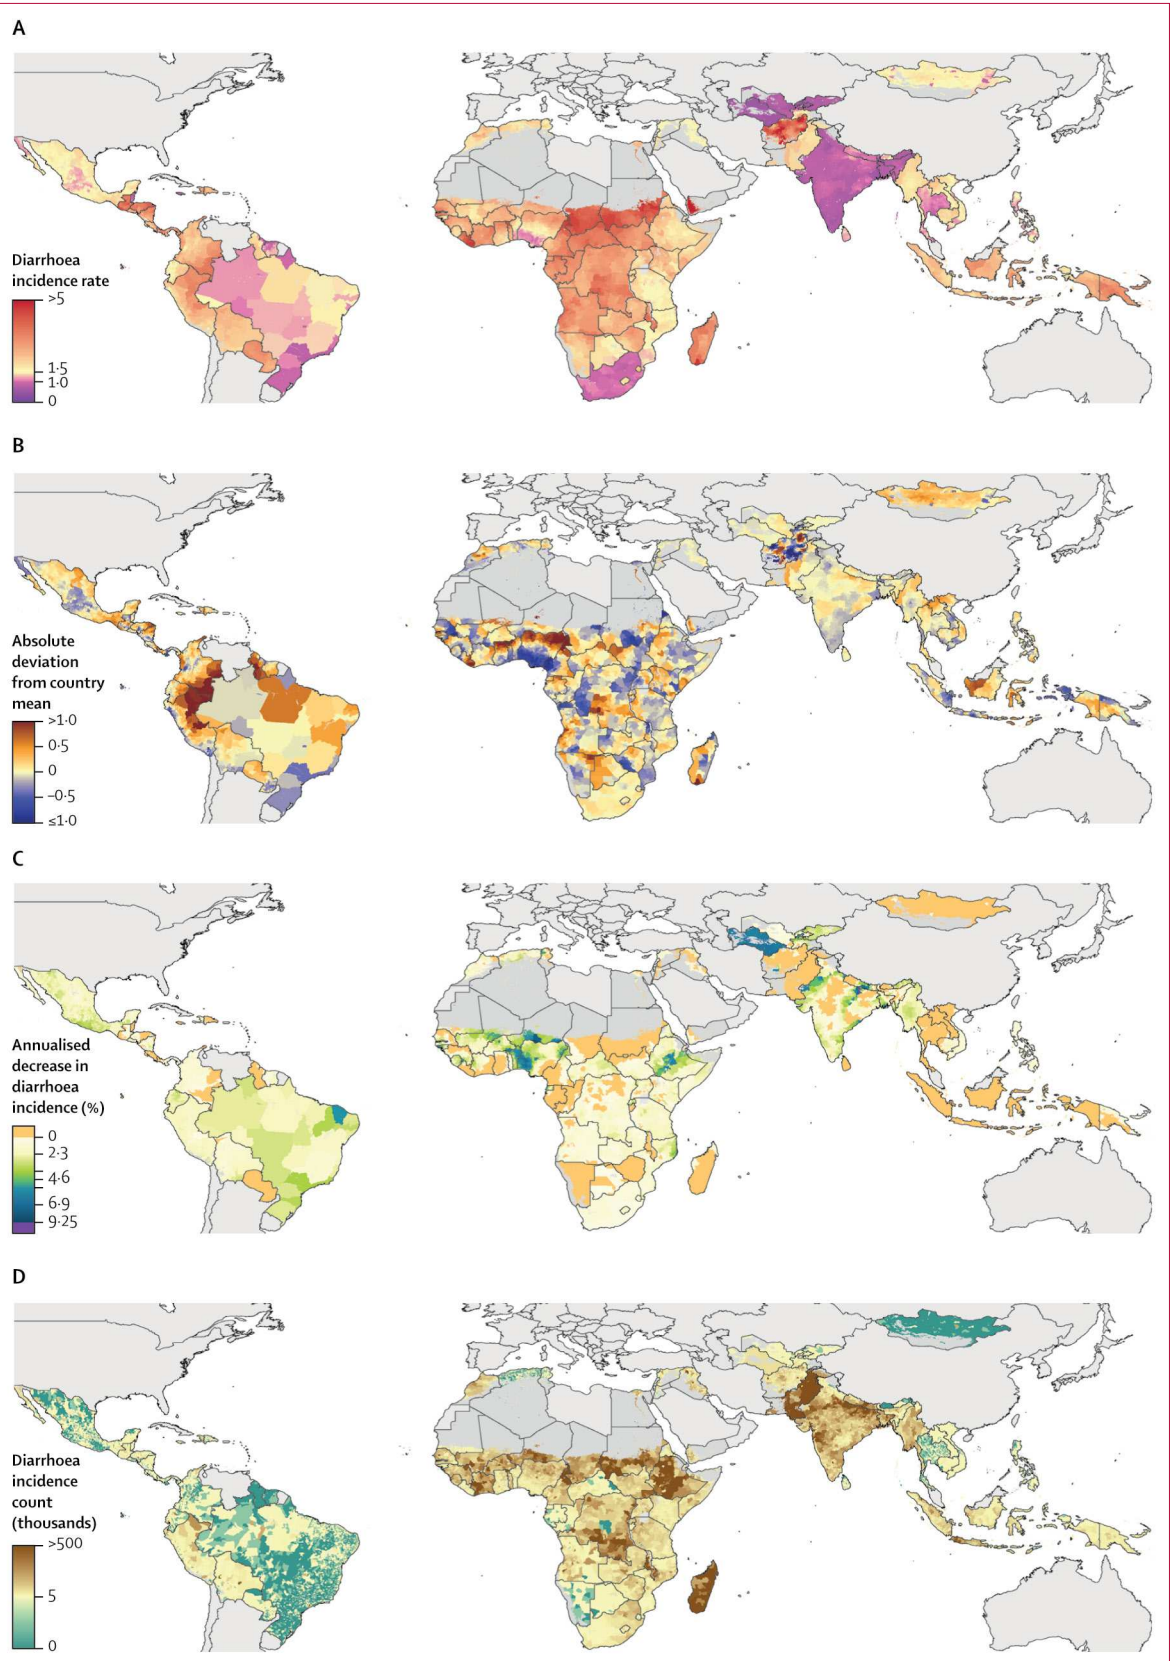 A
Diarrhoea
incidence rate
>5
1·5
1·0
0
B
Absolute
deviation
from country
mean
>1·0
0·5
0
–0·5
≤1·0
C
Annualised
decrease in
diarrhoea
incidence (%)
0
2·3
4·6
6·9
9·25
D
Diarrhoea
incidence
count
(thousands)
>500
5
0